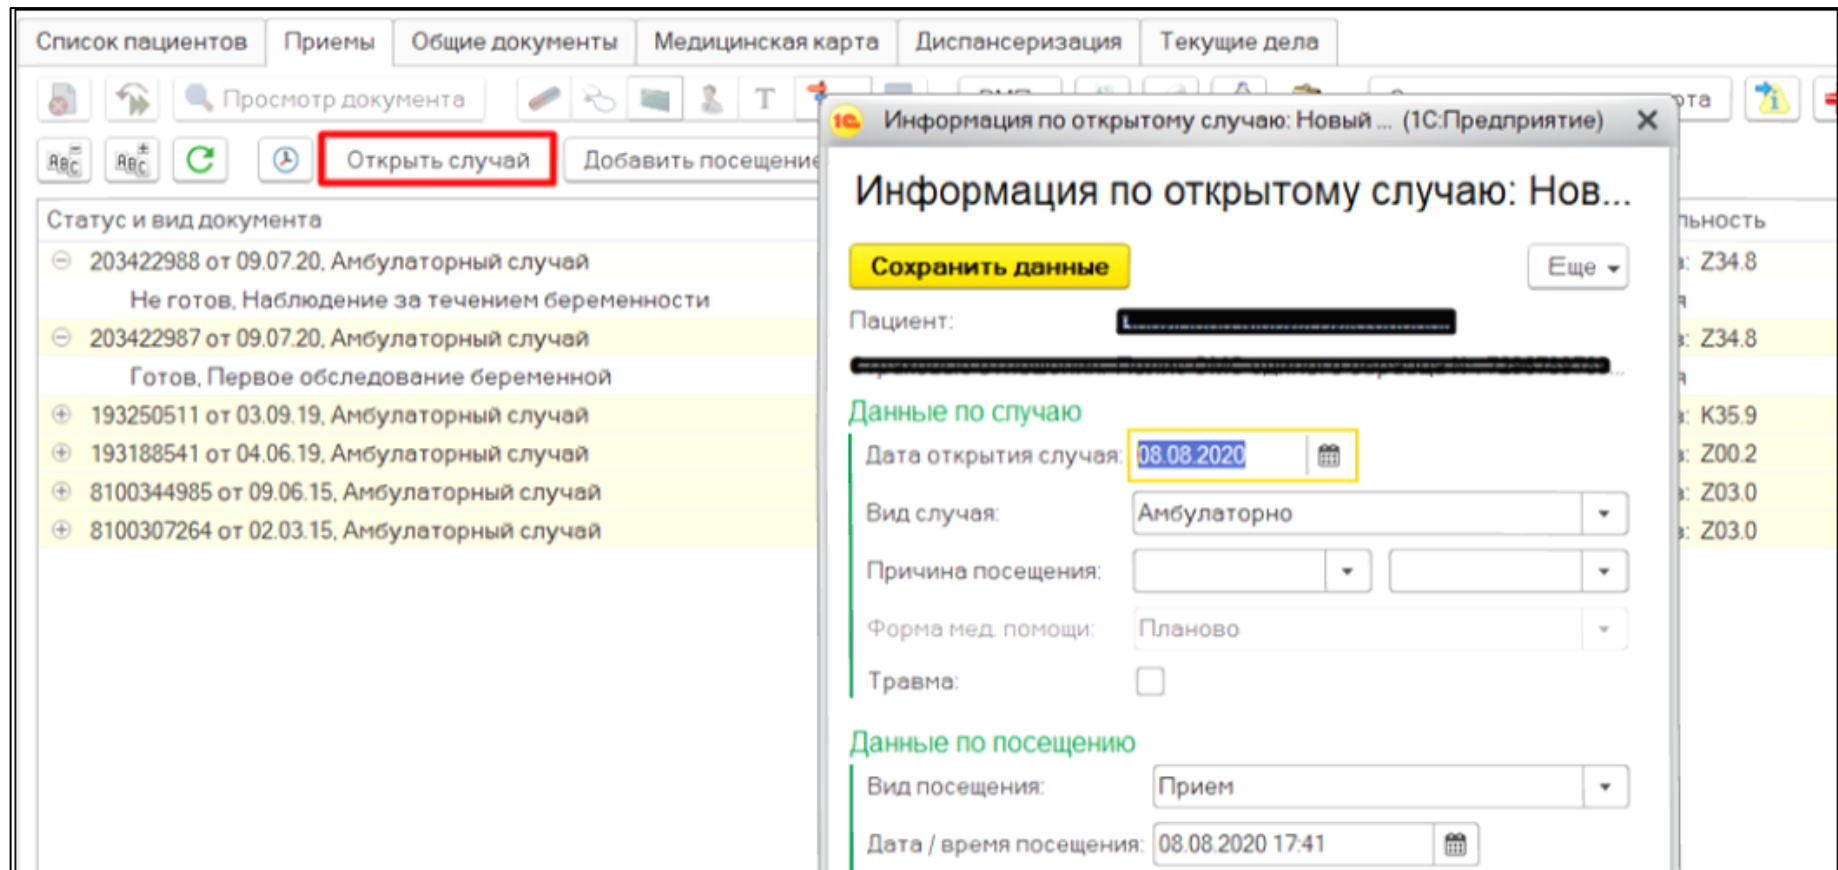 Список пациентов Приемы Общие документы Медицинская карта Диспансеризация Текущие дела
Просмотр документа Т рта
Открыть случай Добавить посещение
Статус и вид документа льность
203422988 от 09.07.20, Амбулаторный случай Z34.8
Не готов, Наблюдение за течением беременности я
203422987 от 09.07.20, Амбулаторный случай Z34.8
Готов, Первое обследование беременной я
193250511 от 03.09.19, Амбулаторный случай K35.9
193188541 от 04.06.19, Амбулаторный случай Z00.2
8100344985 от 09.06.15, Амбулаторный случай Z03.0
8100307264 от 02.03.15, Амбулаторный случай Z03.0
Информация по открытому случаю: Новый ... (1С:Предприятие)
Информация по открытому случаю: Нов...
Сохранить данные Еще
Пациент:
Данные по случаю
Дата открытия случая: 08.08.2020
Вид случая: Амбулаторно
Причина посещения:
Форма мед. помощи: Планово
Травма:
Данные по посещению
Вид посещения: Прием
Дата / время посещения: 08.08.2020 17:41